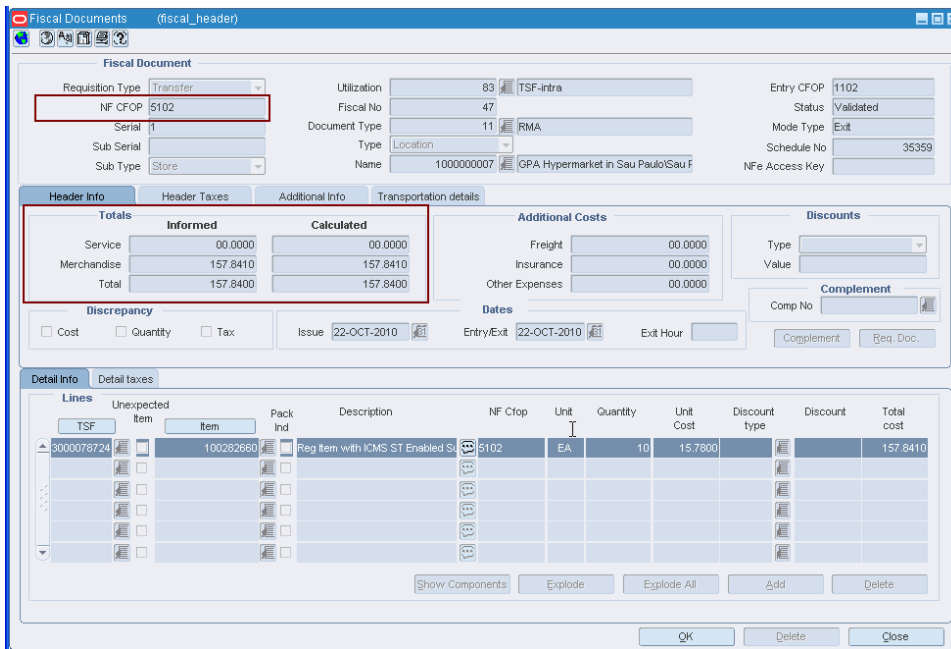 Fiscal Documents (fiscal_header)
Fiscal Document
Requisition Type Transfer Utilization 83 TSF-intra Entry CFOP 1102
NF CFOP 5102 Fiscal No 47 Status Validated
Serial 1 Document Type 11 RMA Mode Type Exit
Sub Serial Type Location Schedule No 35359
Sub Type Store Name 1000000007 GPA Hypermarket in Sau Paulo\Sau F NFe Access Key
Header Info Header Taxes Additional Info Transportation details
Totals Additional Costs Discounts
Informed Calculated
Service 00.0000 00.0000 Freight 00.0000 Type
Merchandise 157.8410 157.8410 Insurance 00.0000 Value
Total 157.8400 157.8400 Other Expenses 00.0000
Complement
Comp No
Discrepancy Dates
Cost Quantity Tax Issue 22-OCT-2010 Entry/Exit 22-OCT-2010 Exit Hour
Complement Req. Doc.
Detail Info Detail taxes
Lines
TSF Unexpected Item Item Pack Ind Description NF Cfop Unit Quantity Unit Cost Discount type Discount Total cost
3000078724 100282660 Reg Item with ICMS ST Enabled Su 5102 EA 10 15.7800 157.8410
Show Components Explode Explode All Add Delete
OK Delete Close